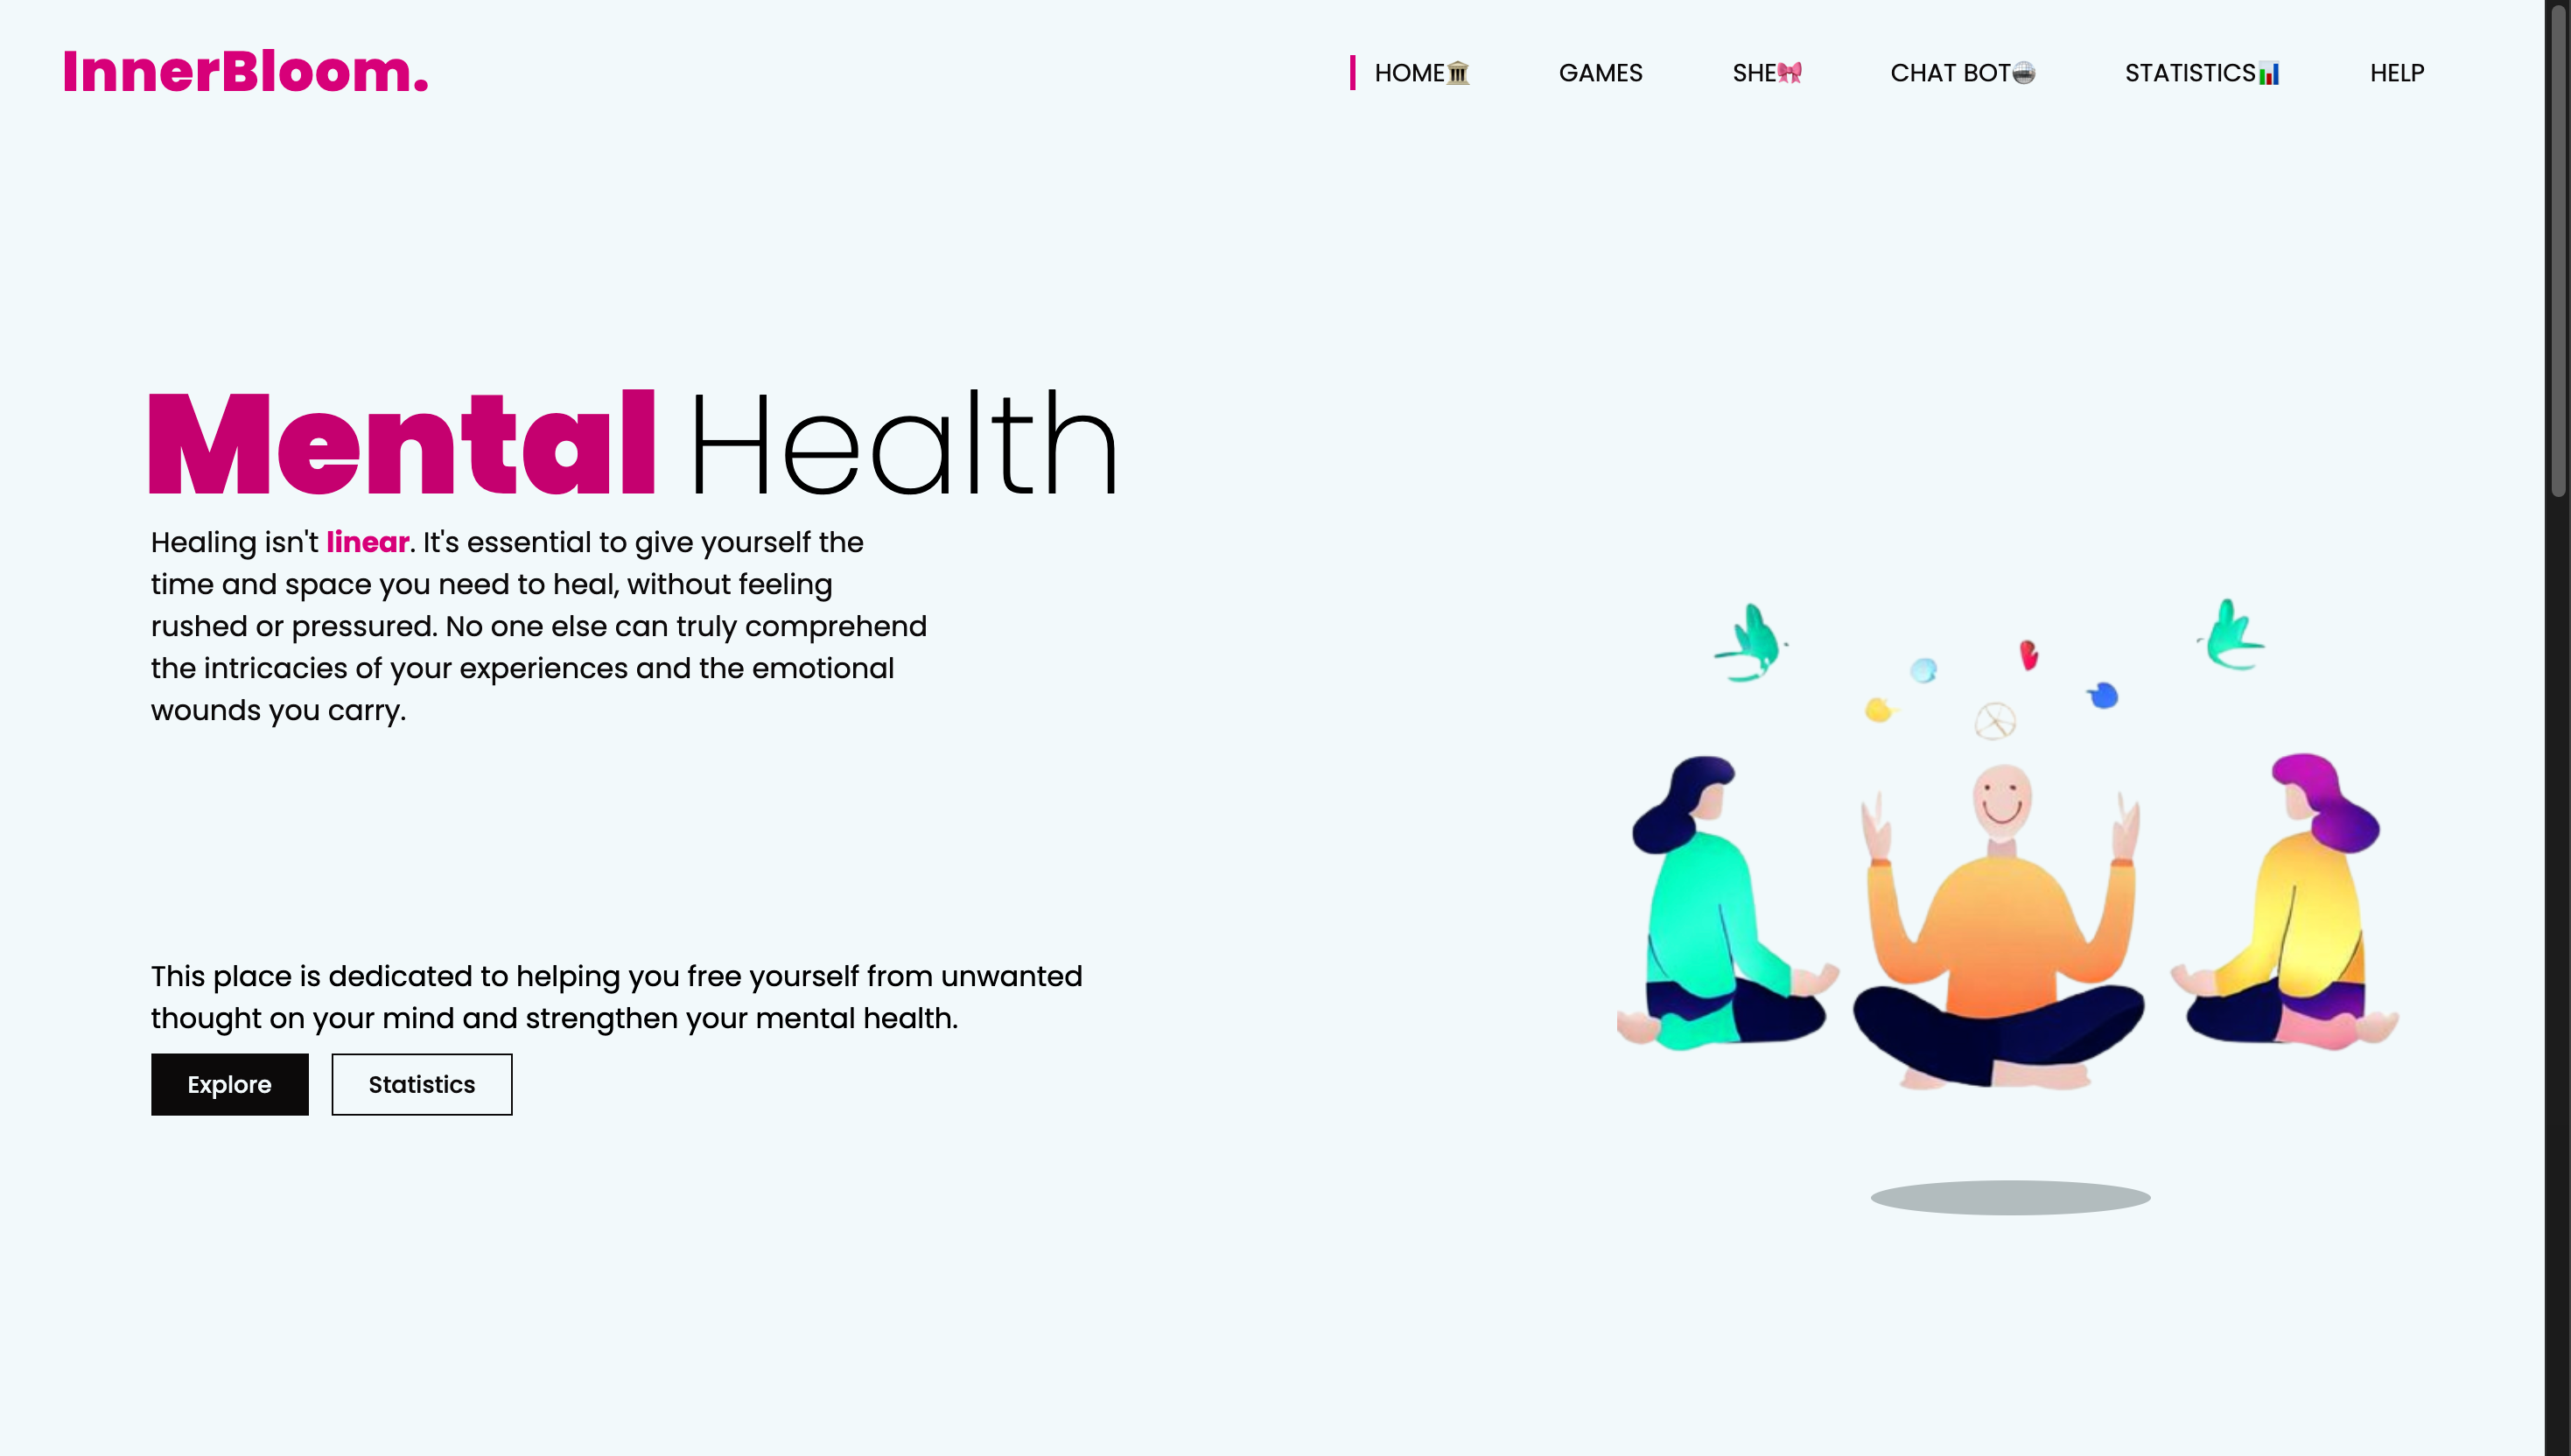 InnerBloom.
HOME🏛️
GAMES
SHE🎀
CHAT BOT🪩
STATISTICS📊
HELP
Mental Health
Healing isn't linear. It's essential to give yourself the
time and space you need to heal, without feeling
rushed or pressured. No one else can truly comprehend
the intricacies of your experiences and the emotional
wounds you carry.
This place is dedicated to helping you free yourself from unwanted
thought on your mind and strengthen your mental health.
Explore
Statistics